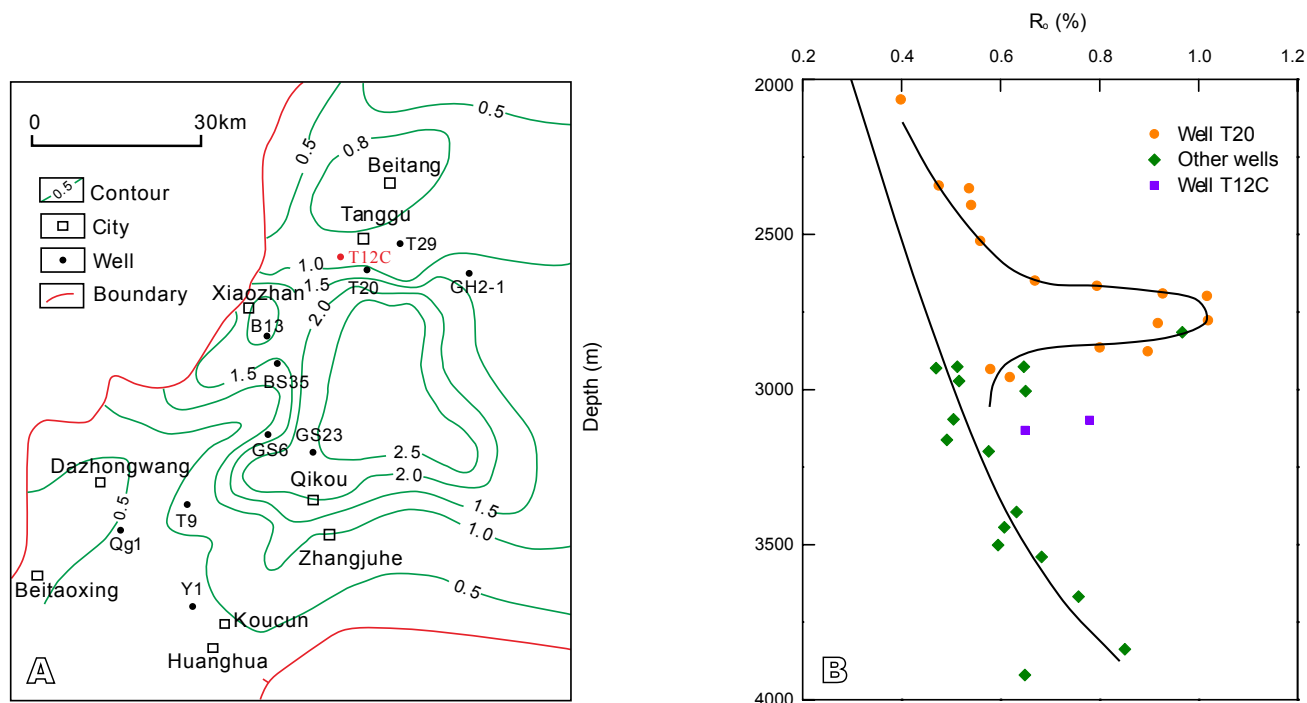 0 30km
0.5 Contour
City
Well
Boundary
0.5
0.5
0.8
Beitang
Tanggu
T29
T12C
1.0
T20
GH2-1
1.5
Xiaozhan
2.0
B13
1.5
BS35
GS23
GS6
2.5
Dazhongwang
2.0
Qikou
0.5
T9
1.5
1.0
Qg1
Zhangjuhe
Beitaoxing
Y1
0.5
Koucun
Huanghua
A
R₀ (%)
0.2 0.4 0.6 0.8 1.0 1.2
2000
2500
3000
3500
4000
Depth (m)
Well T20
Other wells
Well T12C
B